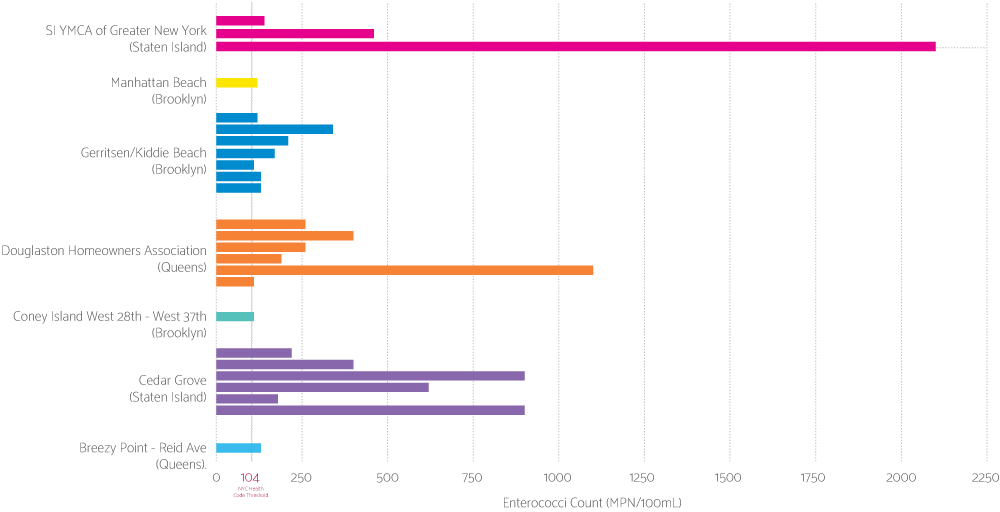 SI YMCA of Greater New York
(Staten Island)
Manhattan Beach
(Brooklyn)
Gerritsen/Kiddie Beach
(Brooklyn)
Douglaston Homeowners Association
(Queens)
Coney Island West 28th - West 37th
(Brooklyn)
Cedar Grove
(Staten Island)
Breezy Point - Reid Ave
(Queens).
0 104 250 500 750 1000 1250 1500 1750 2000 2250
NYC Health
Code Threshold
Enterococci Count (MPN/100mL)